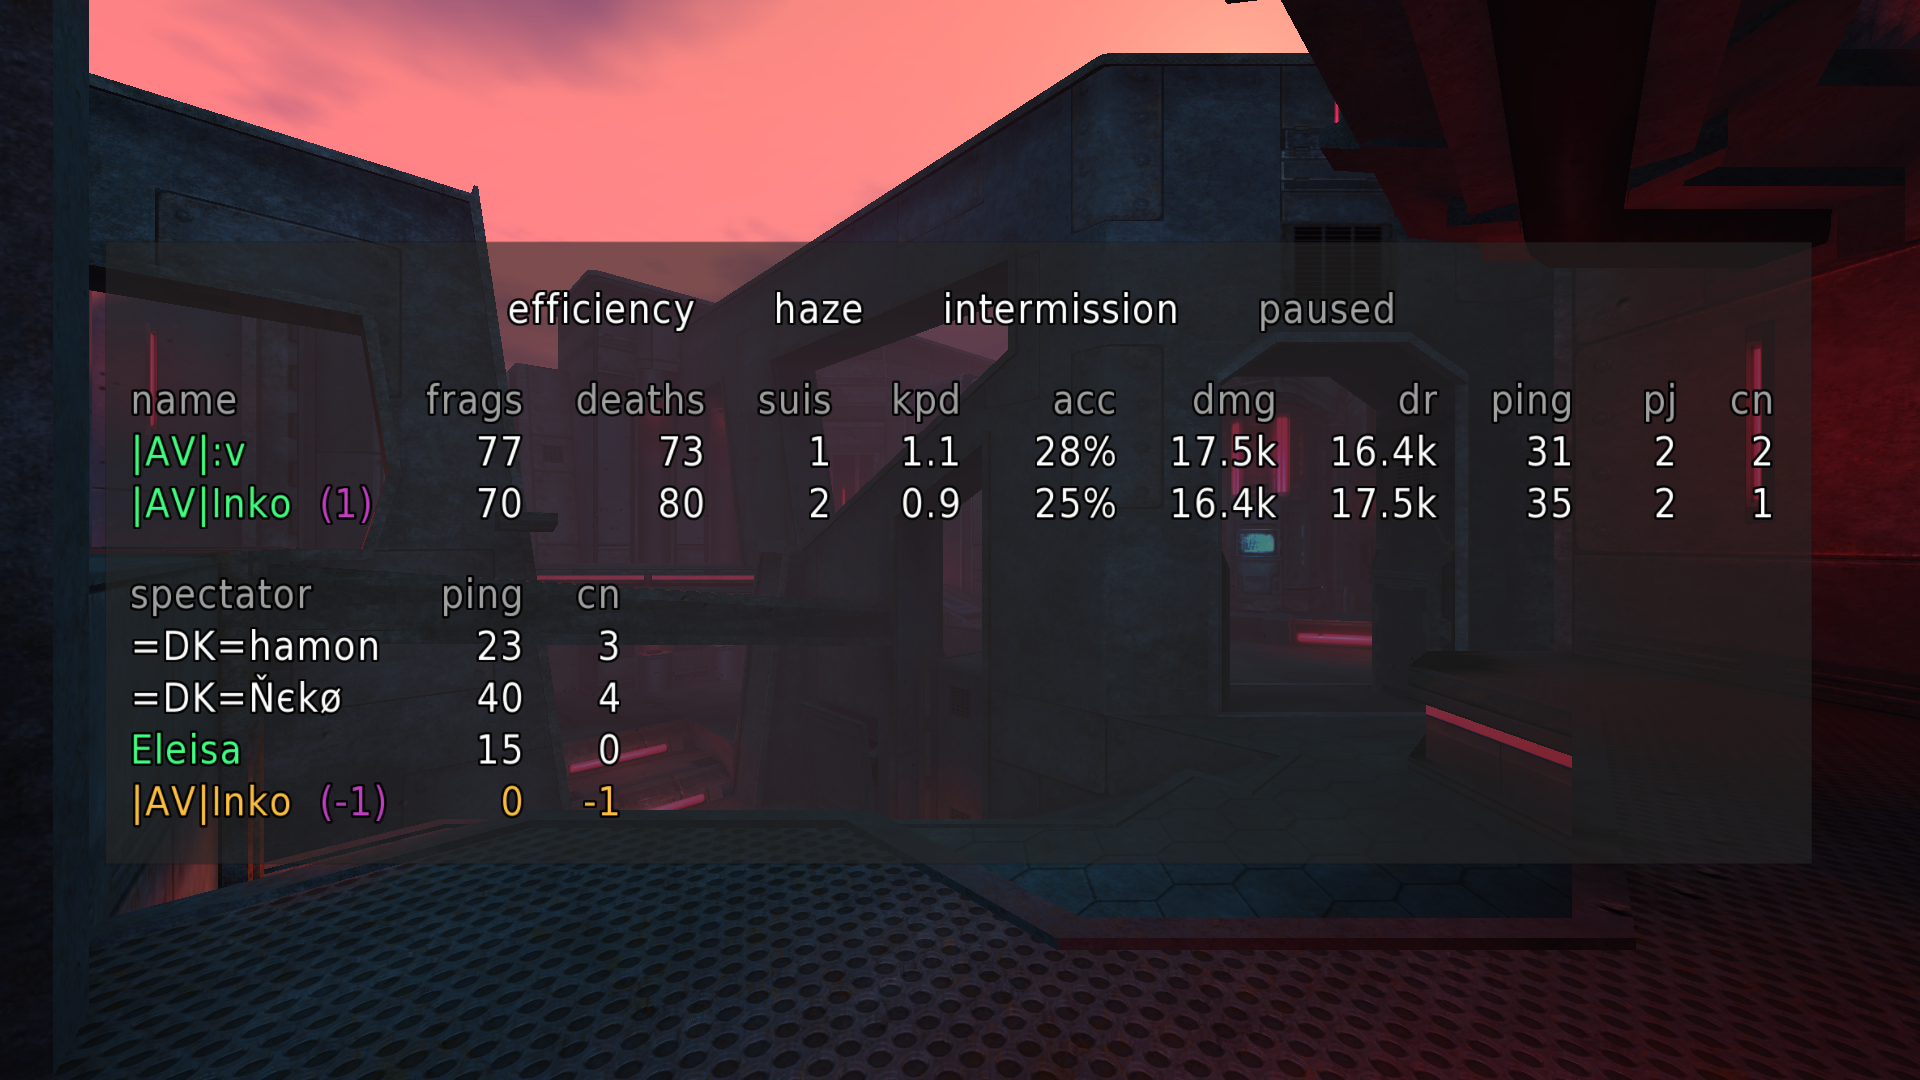 efficiency haze intermission paused
name frags deaths suis kpd acc dmg dr ping pj cn
|AV|:v 77 73 1 1.1 28% 17.5k 16.4k 31 2 2
|AV|Inko (1) 70 80 2 0.9 25% 16.4k 17.5k 35 2 1
spectator ping cn
=DK=hamon 23 3
=DK=Ňєkø 40 4
Eleisa 15 0
|AV|Inko (-1) 0 -1